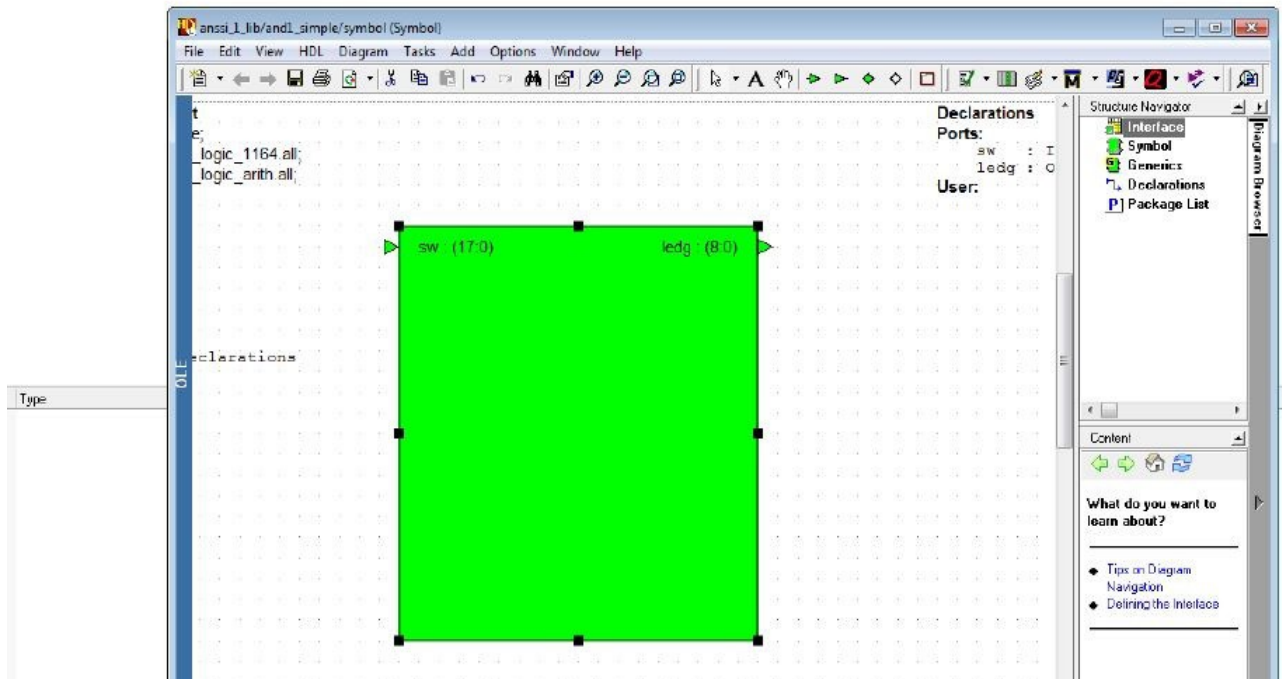 anssi_1_lib/and1_simple/symbol (Symbol)
File Edit View HDL Diagram Tasks Add Options Window Help
t
e;
_logic_1164.all;
_logic_arith.all;
Declarations
Ports:
sw : I
ledg : O
User:
sw : (17:0)
ledg : (8:0)
eclarations
OLE
Type
Structure Navigator
Interface
Symbol
Generics
Declarations
Package List
Diagram Browser
Content
What do you want to
learn about?
Tips on Diagram
Navigation
Defining the Interface